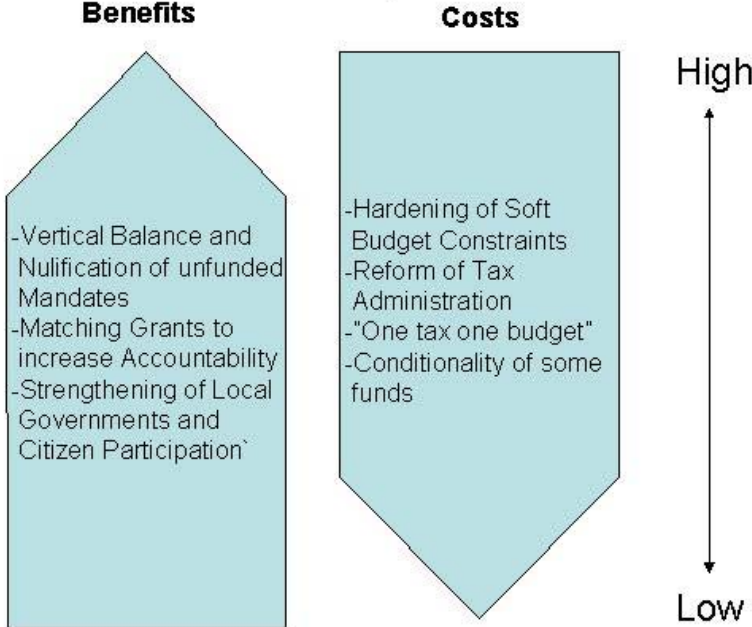 Benefits
-Vertical Balance and
Nulification of unfunded
Mandates
-Matching Grants to
increase Accountability
-Strengthening of Local
Governments and
Citizen Participation`
Costs
-Hardening of Soft
Budget Constraints
-Reform of Tax
Administration
-"One tax one budget"
-Conditionality of some
funds
High
Low